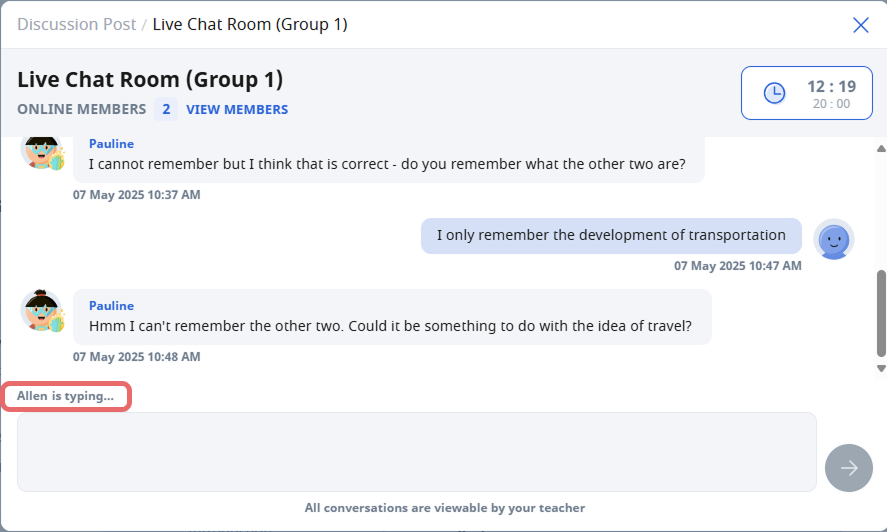 Discussion Post / Live Chat Room (Group 1)
Live Chat Room (Group 1)
ONLINE MEMBERS 2 VIEW MEMBERS
12 : 19
20 : 00
Pauline
I cannot remember but I think that is correct - do you remember what the other two are?
07 May 2025 10:37 AM
I only remember the development of transportation
07 May 2025 10:47 AM
Pauline
Hmm I can't remember the other two. Could it be something to do with the idea of travel?
07 May 2025 10:48 AM
Allen is typing...
All conversations are viewable by your teacher